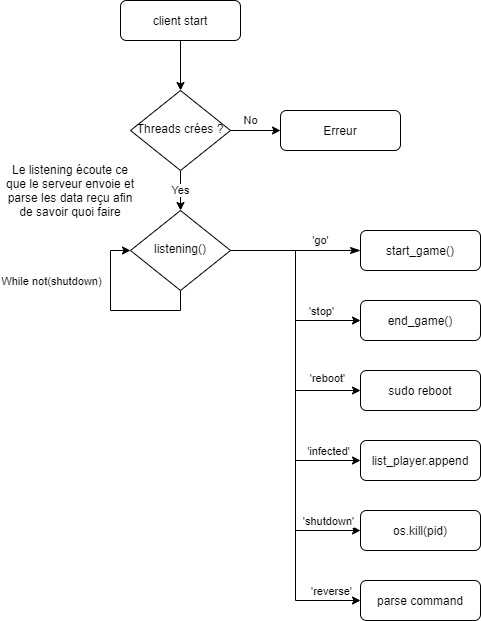 client start
Threads crées ?
No
Erreur
Yes
Le listening écoute ce
que le serveur envoie et
parse les data reçu afin
de savoir quoi faire
listening()
While not(shutdown)
'go'
start_game()
'stop'
end_game()
'reboot'
sudo reboot
'infected'
list_player.append
'shutdown'
os.kill(pid)
'reverse'
parse command